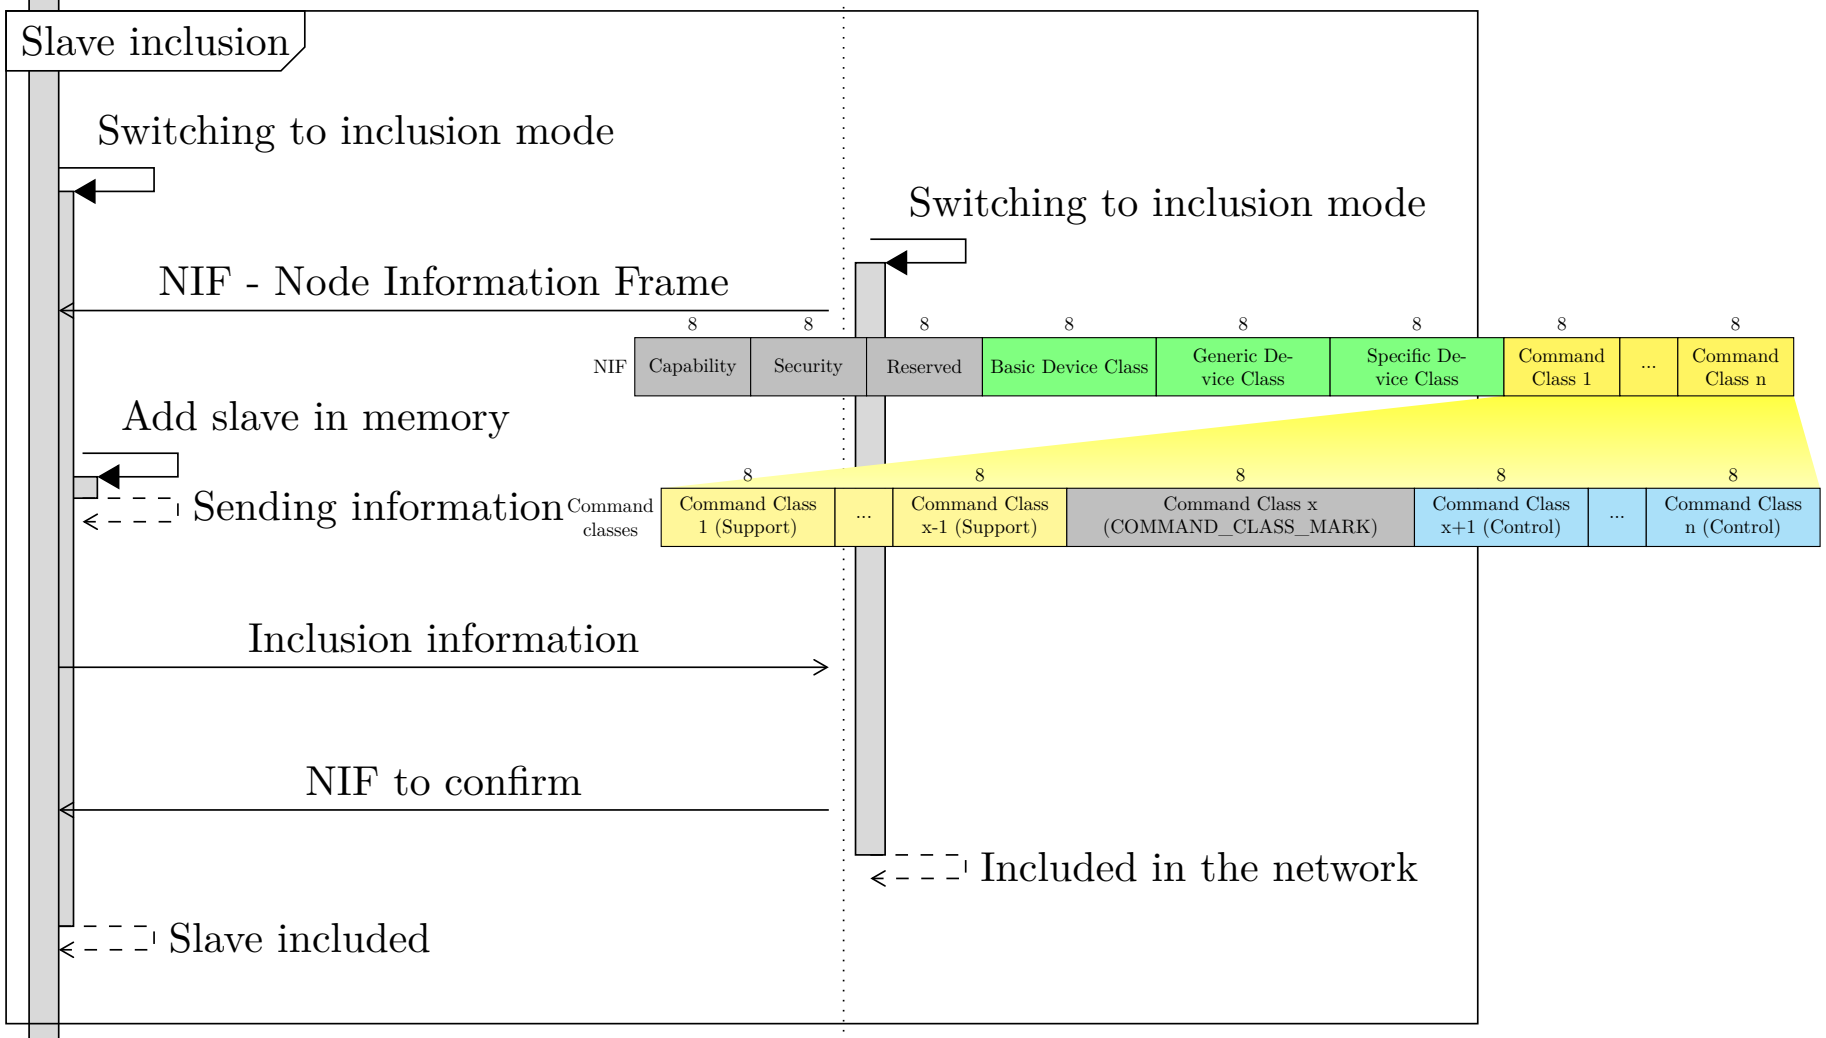 Slave inclusion
Switching to inclusion mode
Switching to inclusion mode
NIF - Node Information Frame
8 8 8 8 8 8 8 8
NIF Capability Security Reserved Basic Device Class Generic De-
vice Class Specific De-
vice Class Command
Class 1 ... Command
Class n
Add slave in memory
Sending information
8 8 8 8 8
Command
classes
Command Class
1 (Support)
...
Command Class
x-1 (Support)
Command Class x
(COMMAND_CLASS_MARK)
Command Class
x+1 (Control)
...
Command Class
n (Control)
Inclusion information
NIF to confirm
Included in the network
Slave included